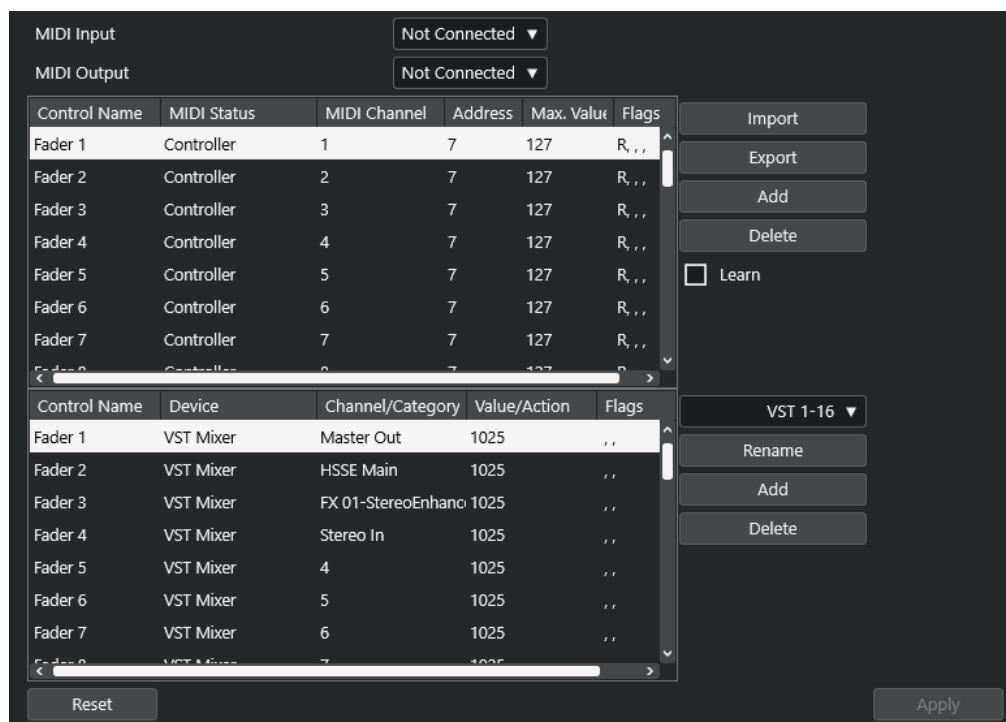 MIDI Input Not Connected ▼
MIDI Output Not Connected ▼
Control Name MIDI Status MIDI Channel Address Max. Value Flags Import
Fader 1 Controller 1 7 127 R, , ,
Export
Fader 2 Controller 2 7 127 R, , ,
Add
Fader 3 Controller 3 7 127 R, , ,
Fader 4 Controller 4 7 127 R, , , Delete
Fader 5 Controller 5 7 127 R, , , Learn
Fader 6 Controller 6 7 127 R, , ,
Fader 7 Controller 7 7 127 R, , ,
Control Name Device Channel/Category Value/Action Flags VST 1-16 ▼
Fader 1 VST Mixer Master Out 1025 , ,
Rename
Fader 2 VST Mixer HSSE Main 1025 , ,
Add
Fader 3 VST Mixer FX 01-StereoEnhanc 1025 , ,
Fader 4 VST Mixer Stereo In 1025 , , Delete
Fader 5 VST Mixer 4 1025 , ,
Fader 6 VST Mixer 5 1025 , ,
Fader 7 VST Mixer 6 1025 , ,
Reset Apply